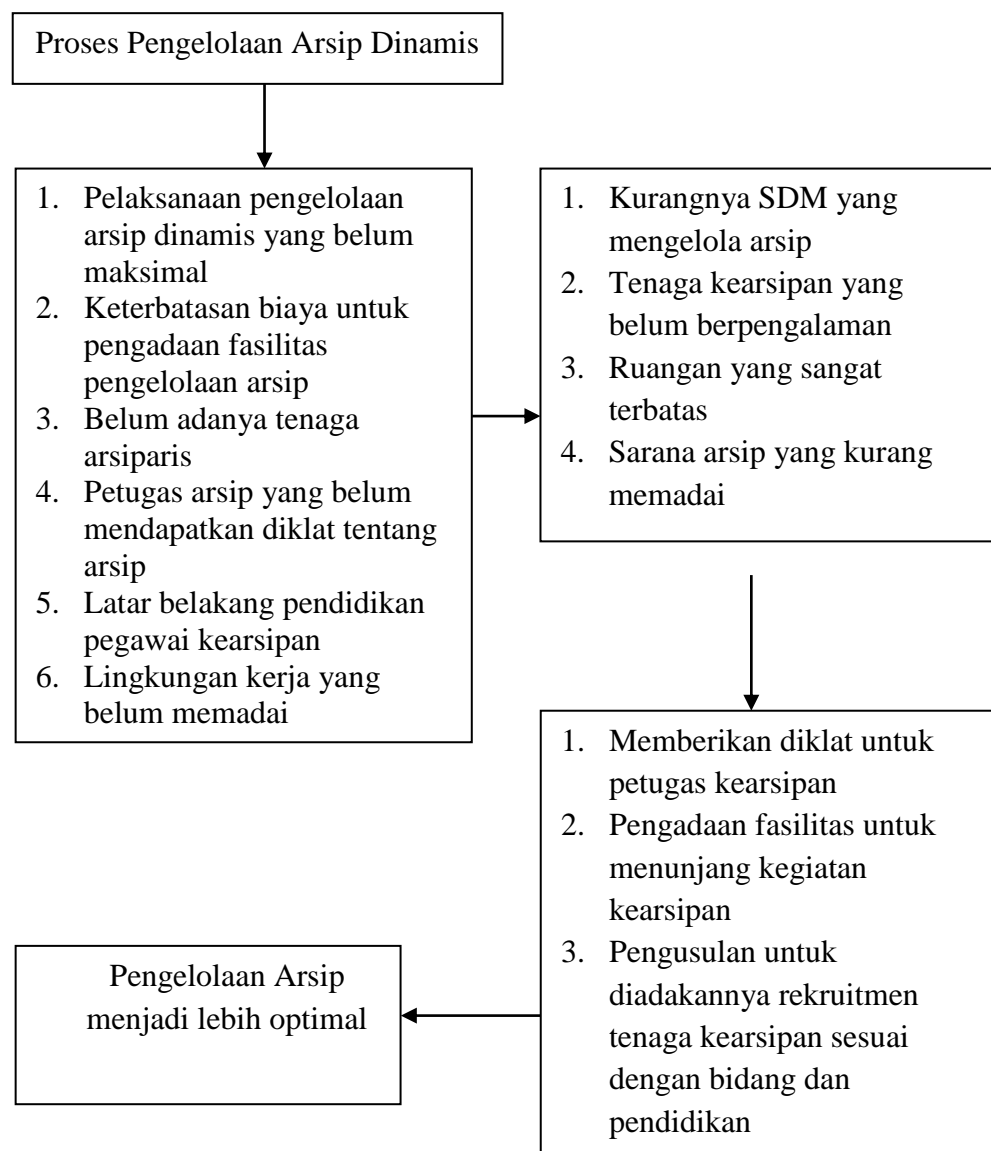 Proses Pengelolaan Arsip Dinamis
1. Pelaksanaan pengelolaan
arsip dinamis yang belum
maksimal
2. Keterbatasan biaya untuk
pengadaan fasilitas
pengelolaan arsip
3. Belum adanya tenaga
arsiparis
4. Petugas arsip yang belum
mendapatkan diklat tentang
arsip
5. Latar belakang pendidikan
pegawai kearsipan
6. Lingkungan kerja yang
belum memadai
1. Kurangnya SDM yang
mengelola arsip
2. Tenaga kearsipan yang
belum berpengalaman
3. Ruangan yang sangat
terbatas
4. Sarana arsip yang kurang
memadai
1. Memberikan diklat untuk
petugas kearsipan
2. Pengadaan fasilitas untuk
menunjang kegiatan
kearsipan
3. Pengusulan untuk
diadakannya rekruitmen
tenaga kearsipan sesuai
dengan bidang dan
pendidikan
Pengelolaan Arsip
menjadi lebih optimal